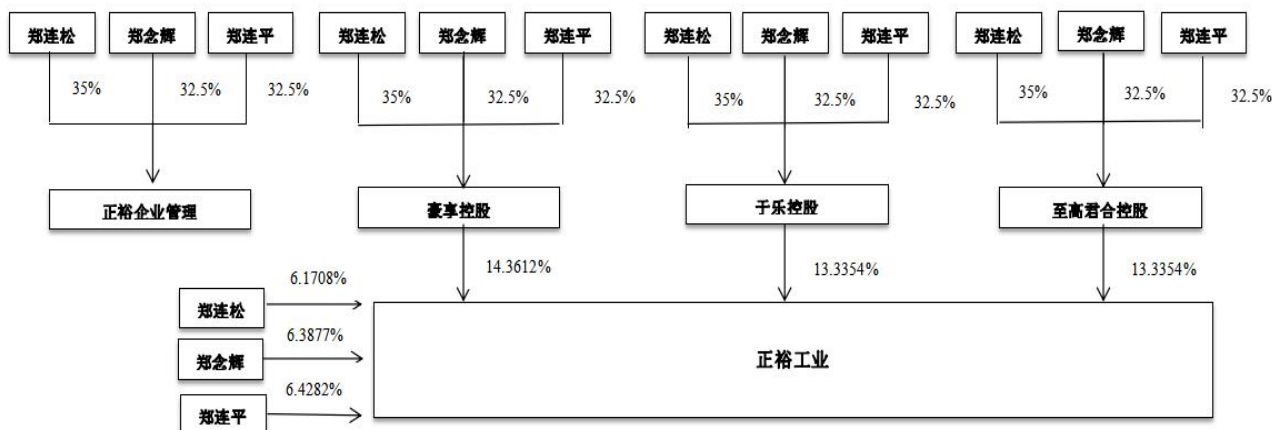 郑连松 郑念辉 郑连平 郑连松 郑念辉 郑连平 郑连松 郑念辉 郑连平 郑连松 郑念辉 郑连平
35% 32.5% 32.5% 35% 32.5% 32.5% 35% 32.5% 32.5% 35% 32.5% 32.5%
正裕企业管理 豪享控股 于乐控股 至高君合控股
14.3612% 13.3354% 13.3354%
6.1708%
郑连松
6.3877%
郑念辉
正裕工业
6.4282%
郑连平